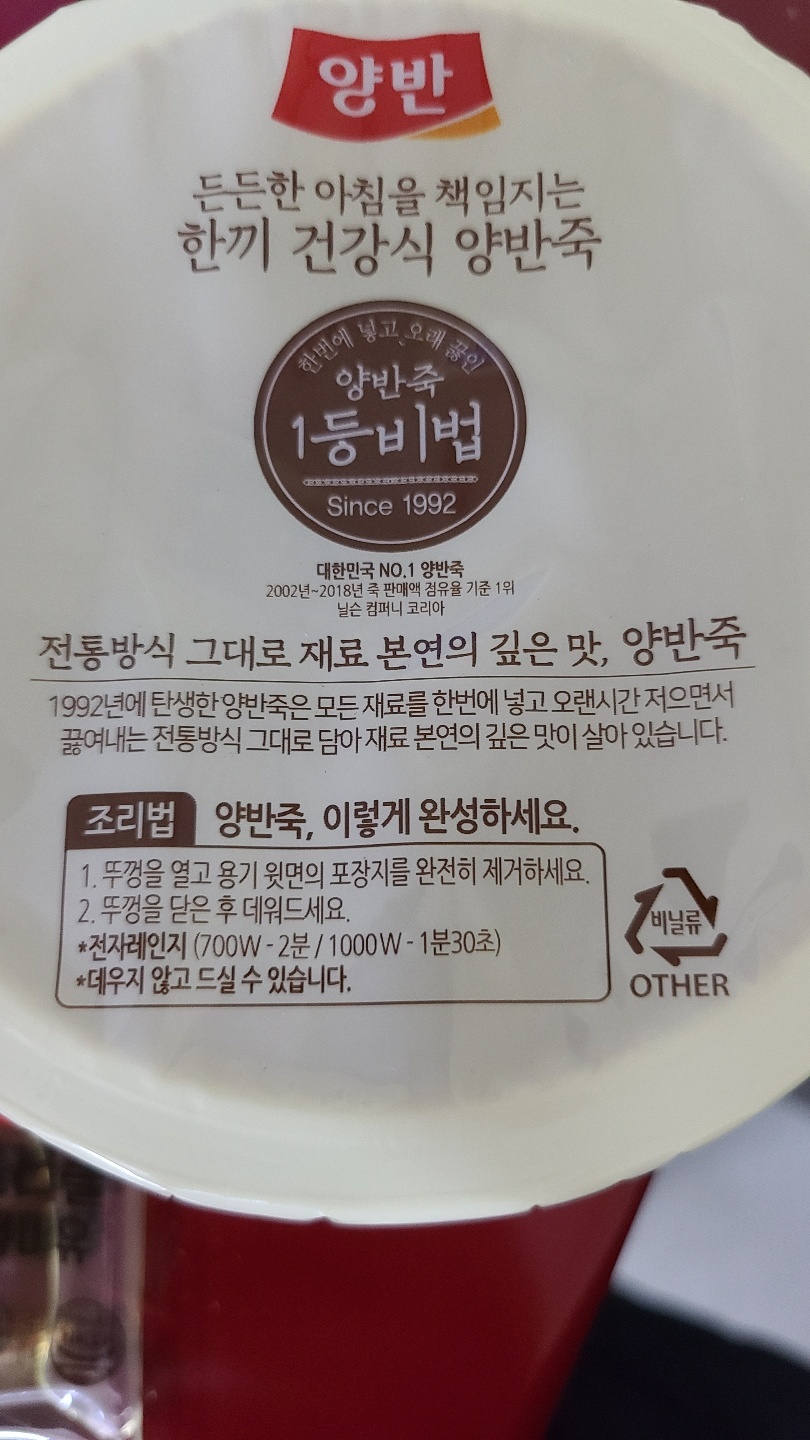 양반
든든한 아침을 책임지는
한끼 건강식 양반죽
한번에 넣고, 오래 끓인
양반죽
1등비법
Since 1992
대한민국 NO.1 양반죽
2002년~2018년 죽 판매액 점유율 기준 1위
닐슨 컴퍼니 코리아
전통방식 그대로 재료 본연의 깊은 맛, 양반죽
1992년에 탄생한 양반죽은 모든 재료를 한번에 넣고 오랜시간 저으면서
끓여내는 전통방식 그대로 담아 재료 본연의 깊은 맛이 살아 있습니다.
조리법 양반죽, 이렇게 완성하세요.
1. 뚜껑을 열고 용기 윗면의 포장지를 완전히 제거하세요.
2. 뚜껑을 닫은 후 데워드세요.
*전자레인지 (700W - 2분 / 1000W - 1분30초)
*데우지 않고 드실 수 있습니다.
비닐류
OTHER